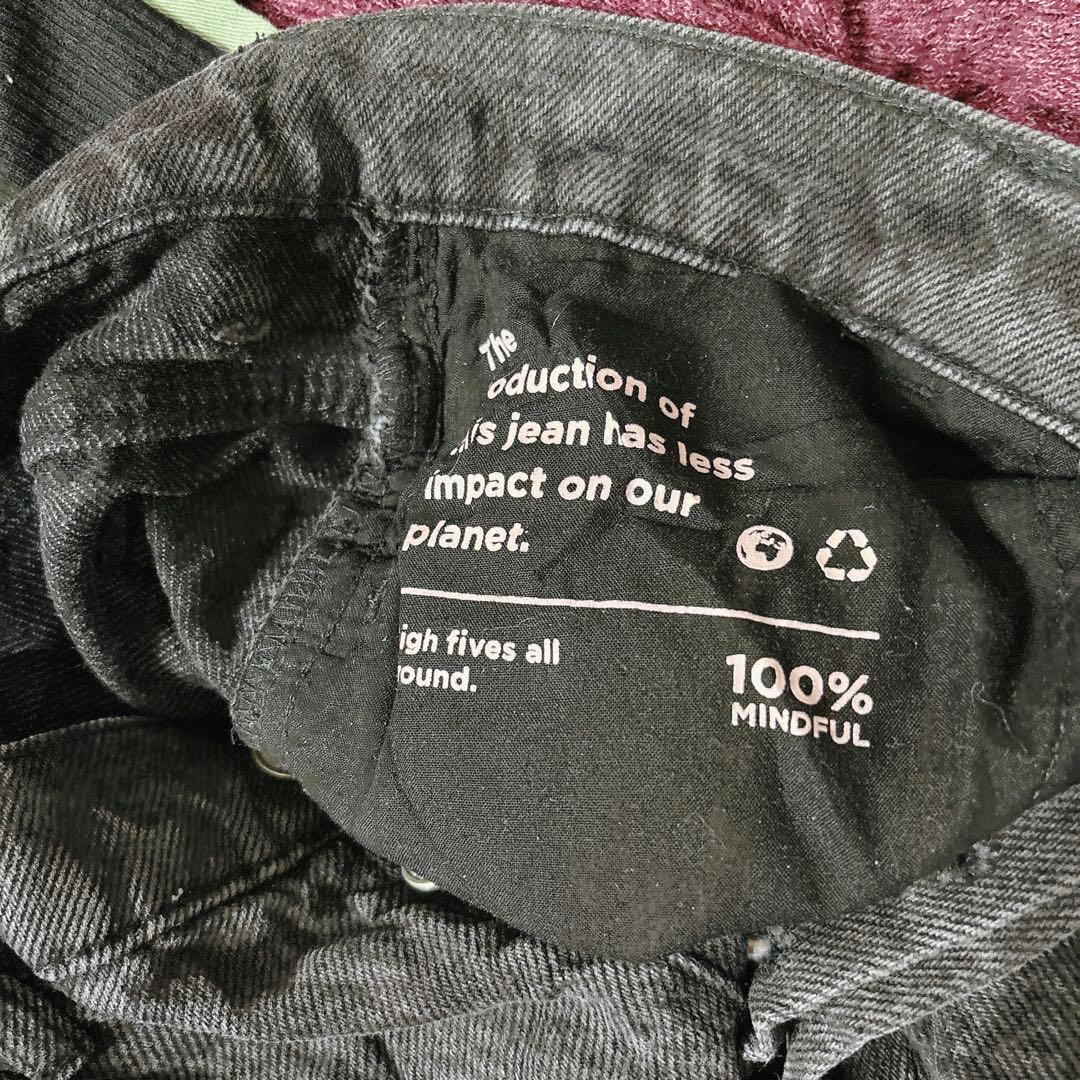 The
oduction of
is jean has less
impact on our
planet.
igh fives all
ound.
100%
MINDFUL